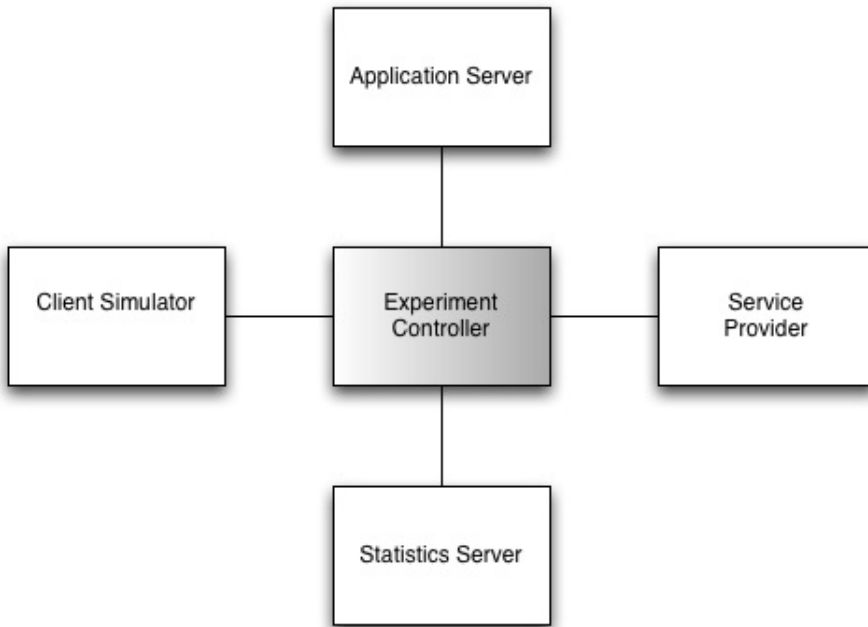 Application Server
Client Simulator
Experiment
Controller
Service
Provider
Statistics Server